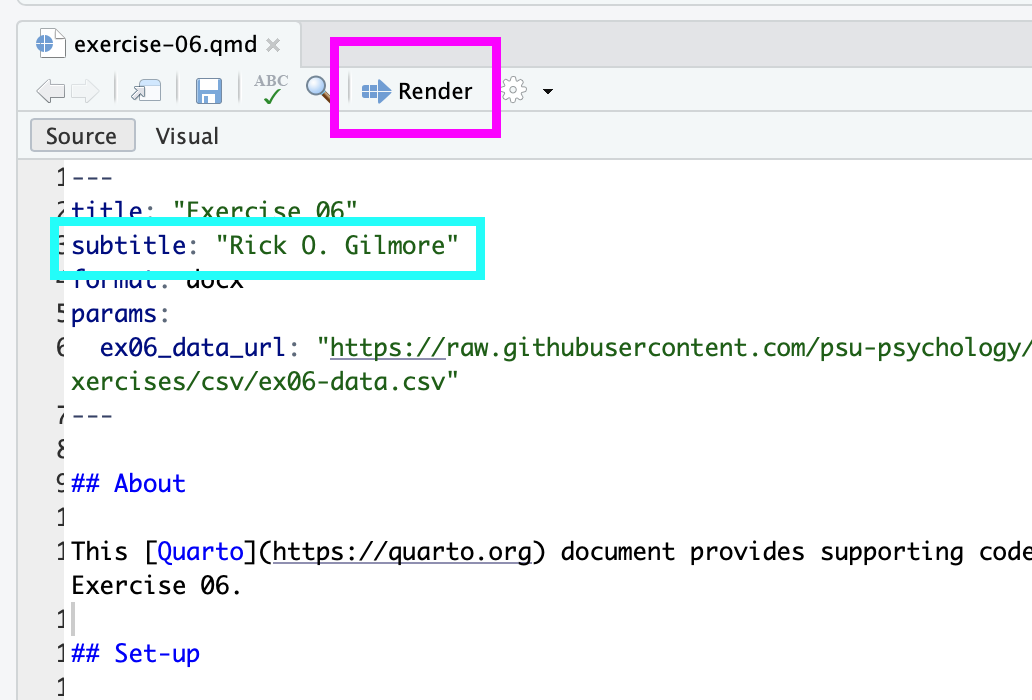 exercise-06.qmd
ABC
Render
Source Visual
1 ---
2 title: "Exercise 06"
3 subtitle: "Rick O. Gilmore"
4 format: docx
5 params:
6 ex06_data_url: "https://raw.githubusercontent.com/psu-psychology/
xercises/csv/ex06-data.csv"
7 ---
8
9 ## About
1
1 This [Quarto](https://quarto.org) document provides supporting code
Exercise 06.
1
1 ## Set-up
1